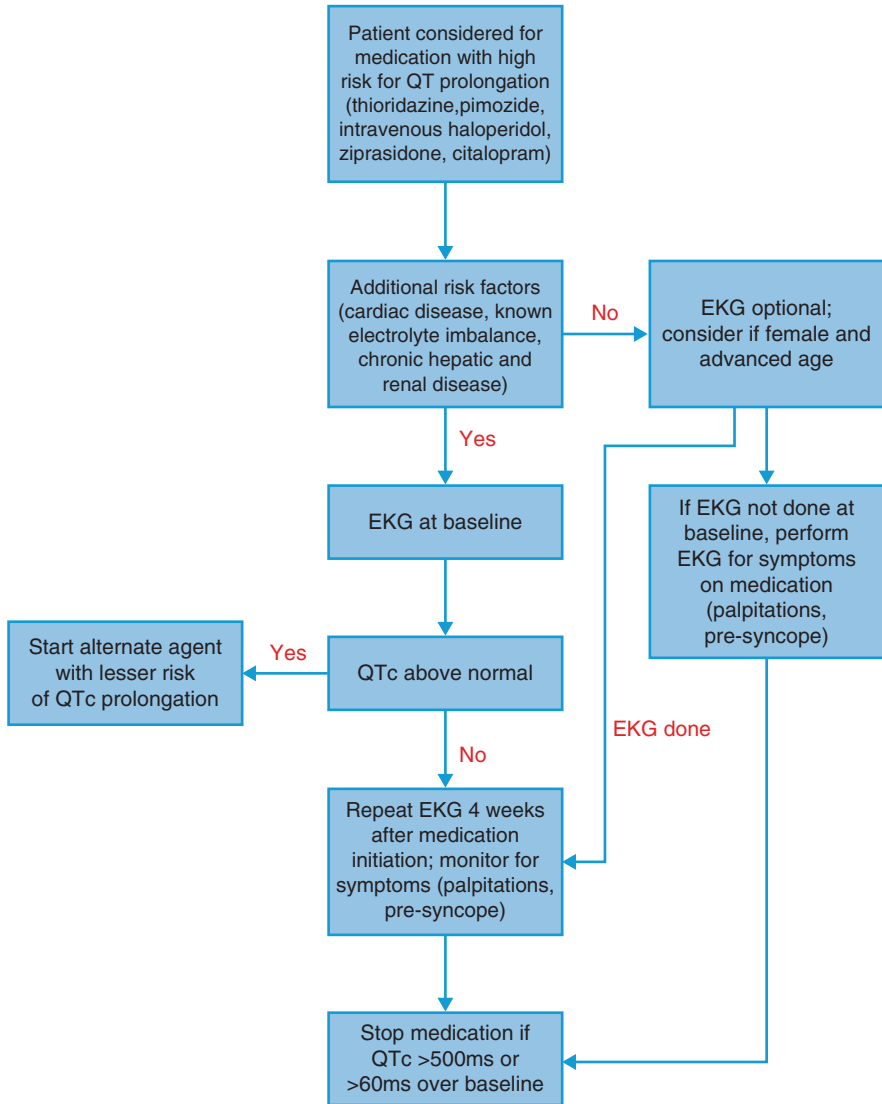 Patient considered for
medication with high
risk for QT prolongation
(thioridazine,pimozide,
intravenous haloperidol,
ziprasidone, citalopram)
Additional risk factors
(cardiac disease, known
electrolyte imbalance,
chronic hepatic and
renal disease)
No
EKG optional;
consider if female and
advanced age
Yes
EKG at baseline
If EKG not done at
baseline, perform
EKG for symptoms
on medication
(palpitations,
pre-syncope)
Start alternate agent
with lesser risk
of QTc prolongation
Yes
QTc above normal
EKG done
No
Repeat EKG 4 weeks
after medication
initiation; monitor for
symptoms (palpitations,
pre-syncope)
Stop medication if
QTc >500ms or
>60ms over baseline